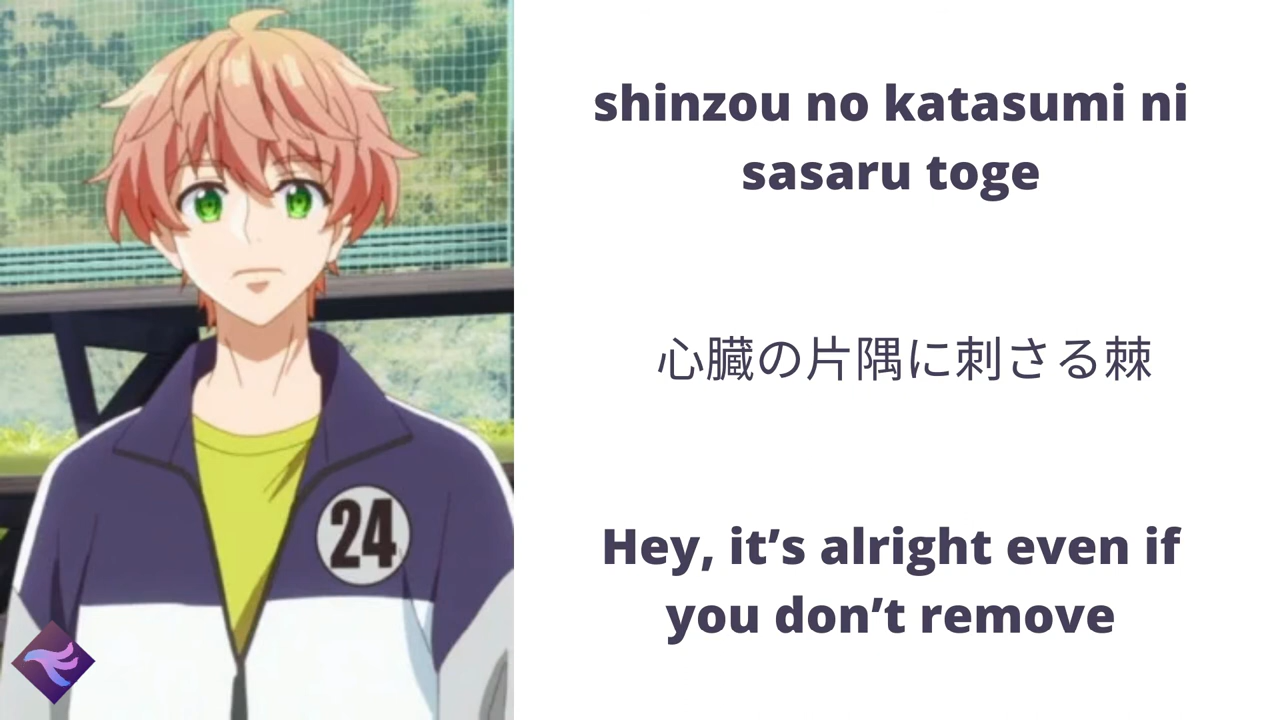 shinzou no katasumi ni
sasaru toge
心臓の片隅に刺さる棘
Hey, it’s alright even if
you don’t remove
24